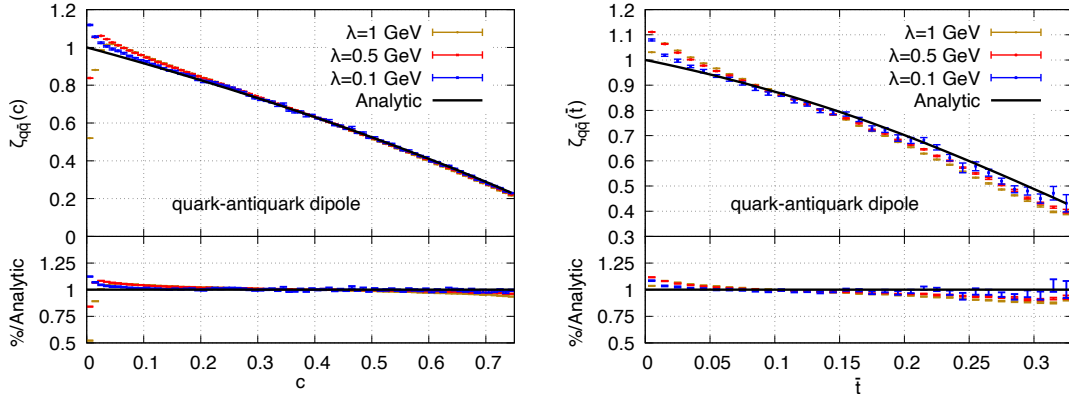 1.2
1
0.8
0.6
0.4
0.2
0
ζqq̄(c)
λ=1 GeV
λ=0.5 GeV
λ=0.1 GeV
Analytic
quark-antiquark dipole
1.25
1
0.75
0.5
%/Analytic
0 0.1 0.2 0.3 0.4 0.5 0.6 0.7
c
1.2
1.1
1
0.9
0.8
0.7
0.6
0.5
0.4
0.3
ζqq̄(t̄)
λ=1 GeV
λ=0.5 GeV
λ=0.1 GeV
Analytic
quark-antiquark dipole
1.25
1
0.75
0.5
%/Analytic
0 0.05 0.1 0.15 0.2 0.25 0.3
t̄